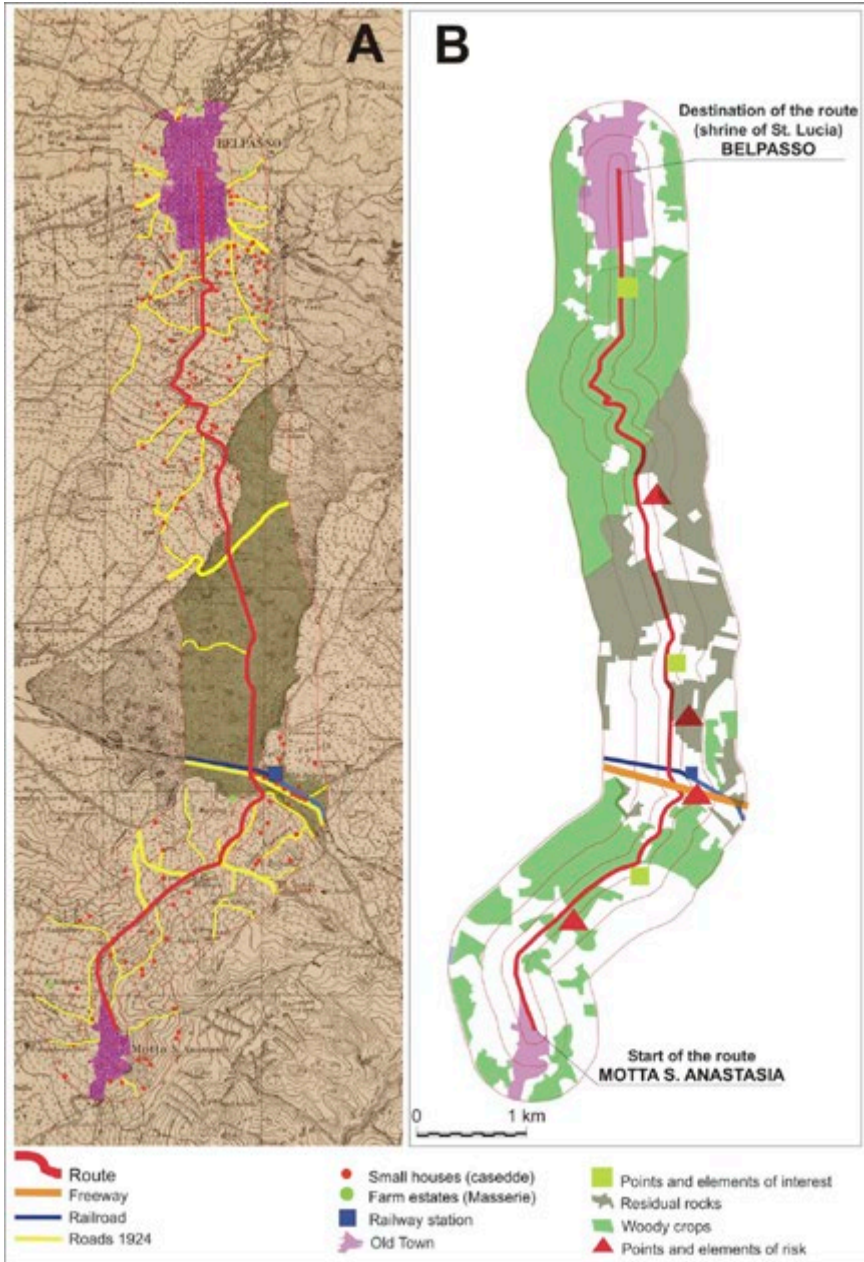 A
B
BELPASSO
Destination of the route
(shrine of St. Lucia)
BELPASSO
MOTTA S. ANASTASIA
Start of the route
MOTTA S. ANASTASIA
0 1 km
Route
Freeway
Railroad
Roads 1924
Small houses (casedde)
Farm estates (Masserie)
Railway station
Old Town
Points and elements of interest
Residual rocks
Woody crops
Points and elements of risk